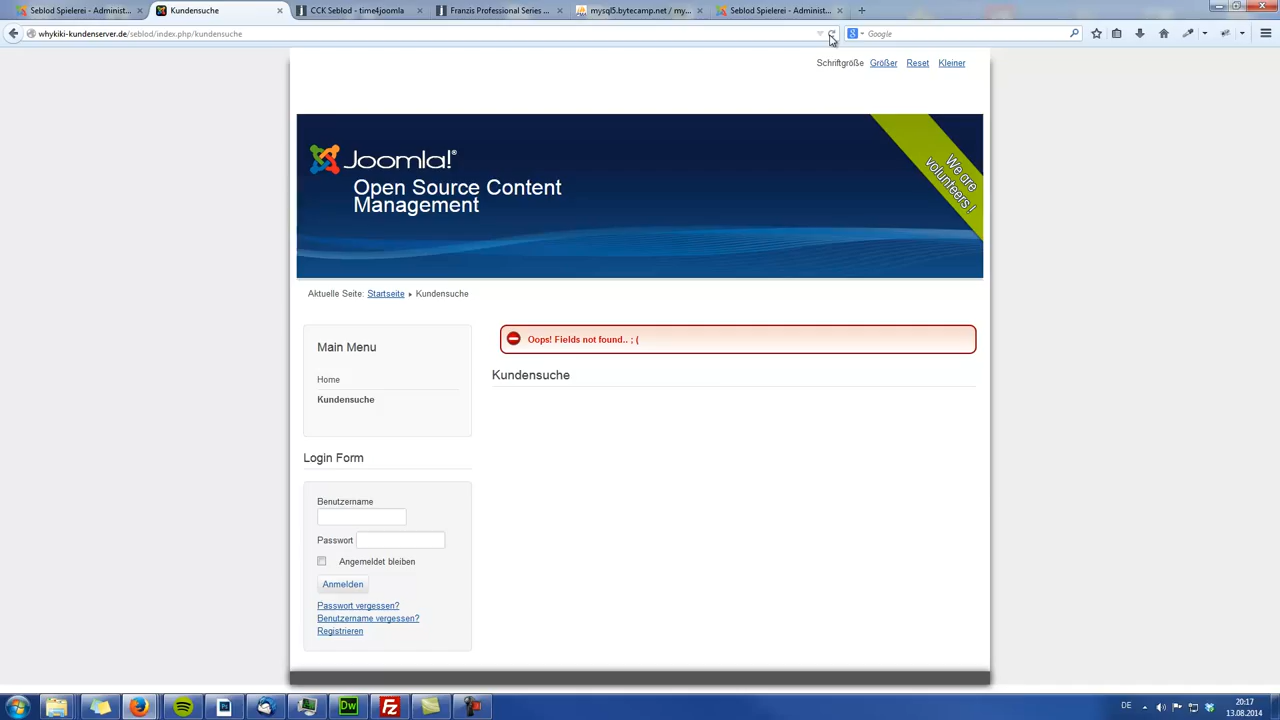 Seblod Spielerei - Administ...
Kundensuche
CCK Seblod - time4joomla
Franzis Professional Series ...
mysql5.bytecamp.net / my...
Seblod Spielerei - Administ...
whykiki-kundenserver.de/seblod/index.php/kundensuche
Google
Schriftgröße Größer Reset Kleiner
Joomla!®
Open Source Content
Management
We are
volunteers!
Aktuelle Seite: Startseite Kundensuche
Main Menu
Home
Kundensuche
Oops! Fields not found.. ; (
Kundensuche
Login Form
Benutzername
Passwort
Angemeldet bleiben
Anmelden
Passwort vergessen?
Benutzername vergessen?
Registrieren
DE
20:17
13.08.2014